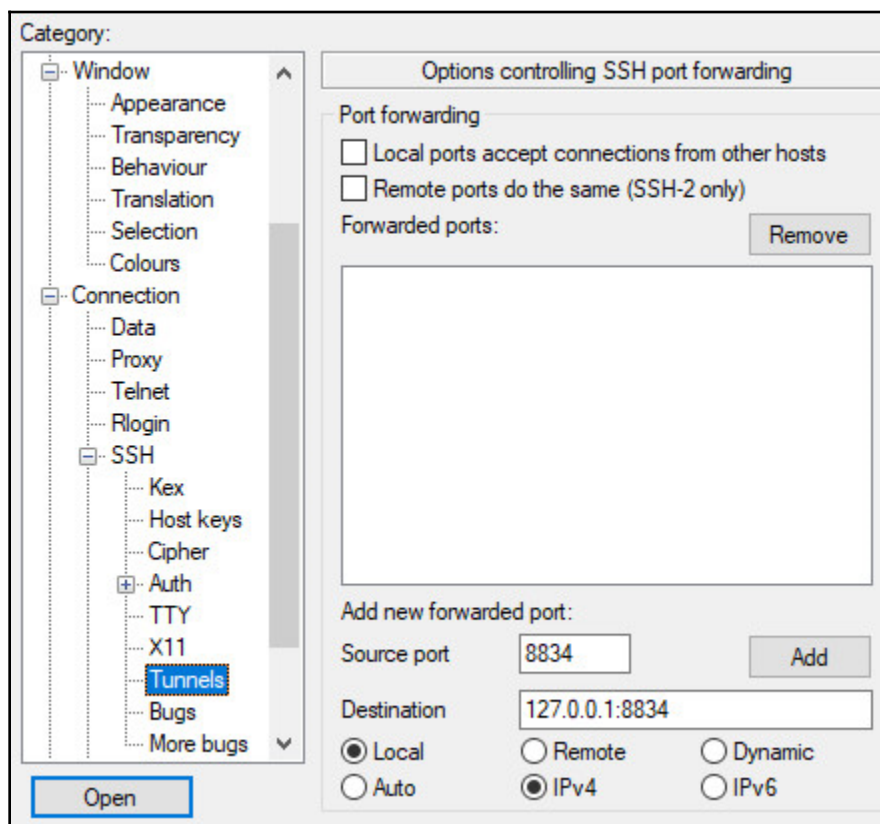 Category:
Window
Appearance
Transparency
Behaviour
Translation
Selection
Colours
Connection
Data
Proxy
Telnet
Rlogin
SSH
Kex
Host keys
Cipher
Auth
TTY
X11
Tunnels
Bugs
More bugs
Open
Options controlling SSH port forwarding
Port forwarding
Local ports accept connections from other hosts
Remote ports do the same (SSH-2 only)
Forwarded ports:
Remove
Add new forwarded port:
Source port 8834 Add
Destination 127.0.0.1:8834
Local Remote Dynamic
Auto IPv4 IPv6